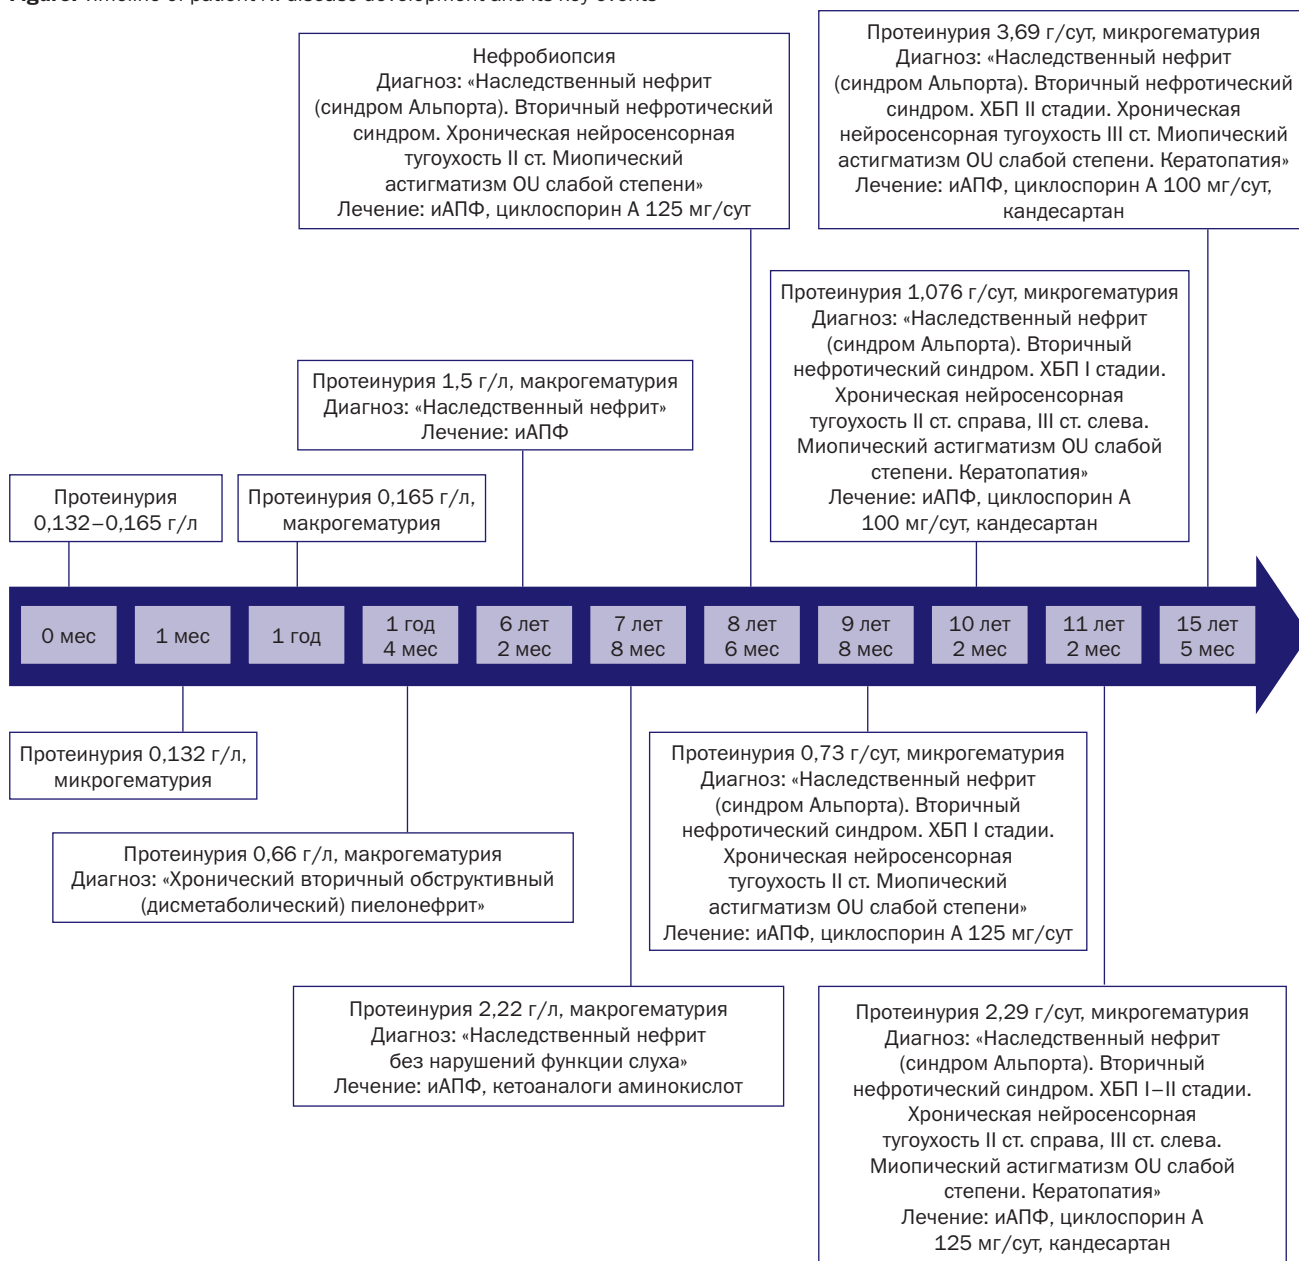 Нефробиопсия
Диагноз: «Наследственный нефрит
(синдром Альпорта). Вторичный нефротический
синдром. Хроническая нейросенсорная
тугоухость II ст. Миопический
астигматизм OU слабой степени»
Лечение: иАПФ, циклоспорин А 125 мг/сут
Протеинурия 3,69 г/сут, микрогематурия
Диагноз: «Наследственный нефрит
(синдром Альпорта). Вторичный нефротический
синдром. ХБП II стадии. Хроническая
нейросенсорная тугоухость III ст. Миопический
астигматизм OU слабой степени. Кератопатия»
Лечение: иАПФ, циклоспорин А 100 мг/сут,
кандесартан
Протеинурия 1,076 г/сут, микрогематурия
Диагноз: «Наследственный нефрит
(синдром Альпорта). Вторичный
нефротический синдром. ХБП I стадии.
Хроническая нейросенсорная
тугоухость II ст. справа, III ст. слева.
Миопический астигматизм OU слабой
степени. Кератопатия»
Лечение: иАПФ, циклоспорин А
100 мг/сут, кандесартан
Протеинурия 1,5 г/л, макрогематурия
Диагноз: «Наследственный нефрит»
Лечение: иАПФ
Протеинурия
0,132–0,165 г/л
Протеинурия 0,165 г/л,
макрогематурия
0 мес
1 мес
1 год
1 год
4 мес
6 лет
2 мес
7 лет
8 мес
8 лет
6 мес
9 лет
8 мес
10 лет
2 мес
11 лет
2 мес
15 лет
5 мес
Протеинурия 0,132 г/л,
микрогематурия
Протеинурия 0,66 г/л, макрогематурия
Диагноз: «Хронический вторичный обструктивный
(дисметаболический) пиелонефрит»
Протеинурия 0,73 г/сут, микрогематурия
Диагноз: «Наследственный нефрит
(синдром Альпорта). Вторичный
нефротический синдром. ХБП I стадии.
Хроническая нейросенсорная
тугоухость II ст. Миопический
астигматизм OU слабой степени»
Лечение: иАПФ, циклоспорин А 125 мг/сут
Протеинурия 2,22 г/л, макрогематурия
Диагноз: «Наследственный нефрит
без нарушений функции слуха»
Лечение: иАПФ, кетоаналоги аминокислот
Протеинурия 2,29 г/сут, микрогематурия
Диагноз: «Наследственный нефрит
(синдром Альпорта). Вторичный
нефротический синдром. ХБП I–II стадии.
Хроническая нейросенсорная
тугоухость II ст. справа, III ст. слева.
Миопический астигматизм OU слабой
степени. Кератопатия»
Лечение: иАПФ, циклоспорин А
125 мг/сут, кандесартан